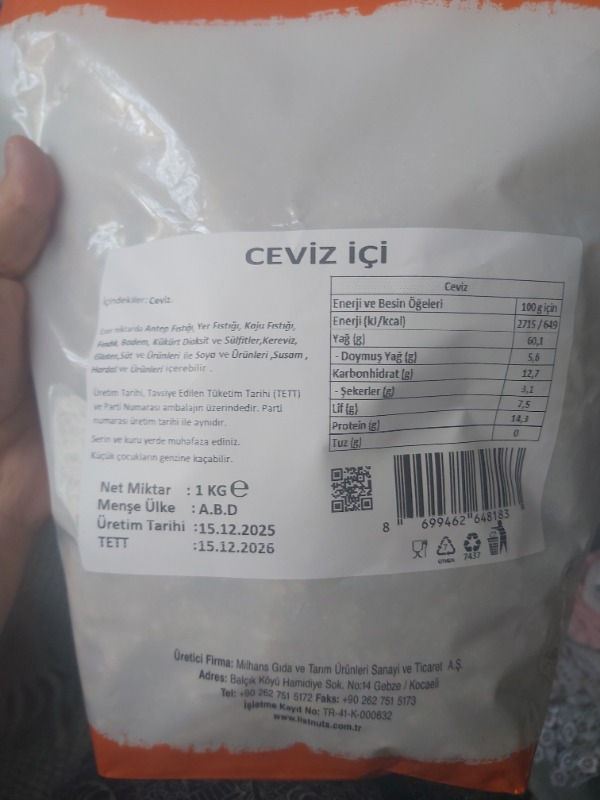 CEVİZ İÇİ
İçindekiler: Ceviz.
Eser miktarda Antep Fıstığı, Yer Fıstığı, Kaju Fıstığı,
Fındık, Badem, Kükürt Dioksit ve Sülfitler,Kereviz,
Gluten,Süt ve Ürünleri ile Soya ve Ürünleri ,Susam ,
Hardal ve Ürünleri içerebilir .
Üretim Tarihi, Tavsiye Edilen Tüketim Tarihi (TETT)
ve Parti Numarası ambalajın üzerindedir. Parti
numarası üretim tarihi ile aynıdır.
Serin ve kuru yerde muhafaza ediniz.
Küçük çocukların genzine kaçabilir.
Net Miktar : 1 KG ℮
Menşe Ülke : A.B.D
Üretim Tarihi :15.12.2025
TETT :15.12.2026
Ceviz
Enerji ve Besin Öğeleri 100 g için
Enerji (kJ/kcal) 2715 / 649
Yağ (g) 60,1
- Doymuş Yağ (g) 5,6
Karbonhidrat (g) 12,7
- Şekerler (g) 3,1
Lif (g) 7,5
Protein (g) 14,3
Tuz (g) 0
8 699462 648183
7
7437
Üretici Firma: Milhans Gıda ve Tarım Ürünleri Sanayi ve Ticaret A.Ş.
Adres: Balçık Köyü Hamidiye Sok. No:14 Gebze / Kocaeli
Tel: +90 262 751 5172 Faks: +90 262 751 5173
İşletme Kayıt No: TR-41-K-000632
www.listnuts.com.tr